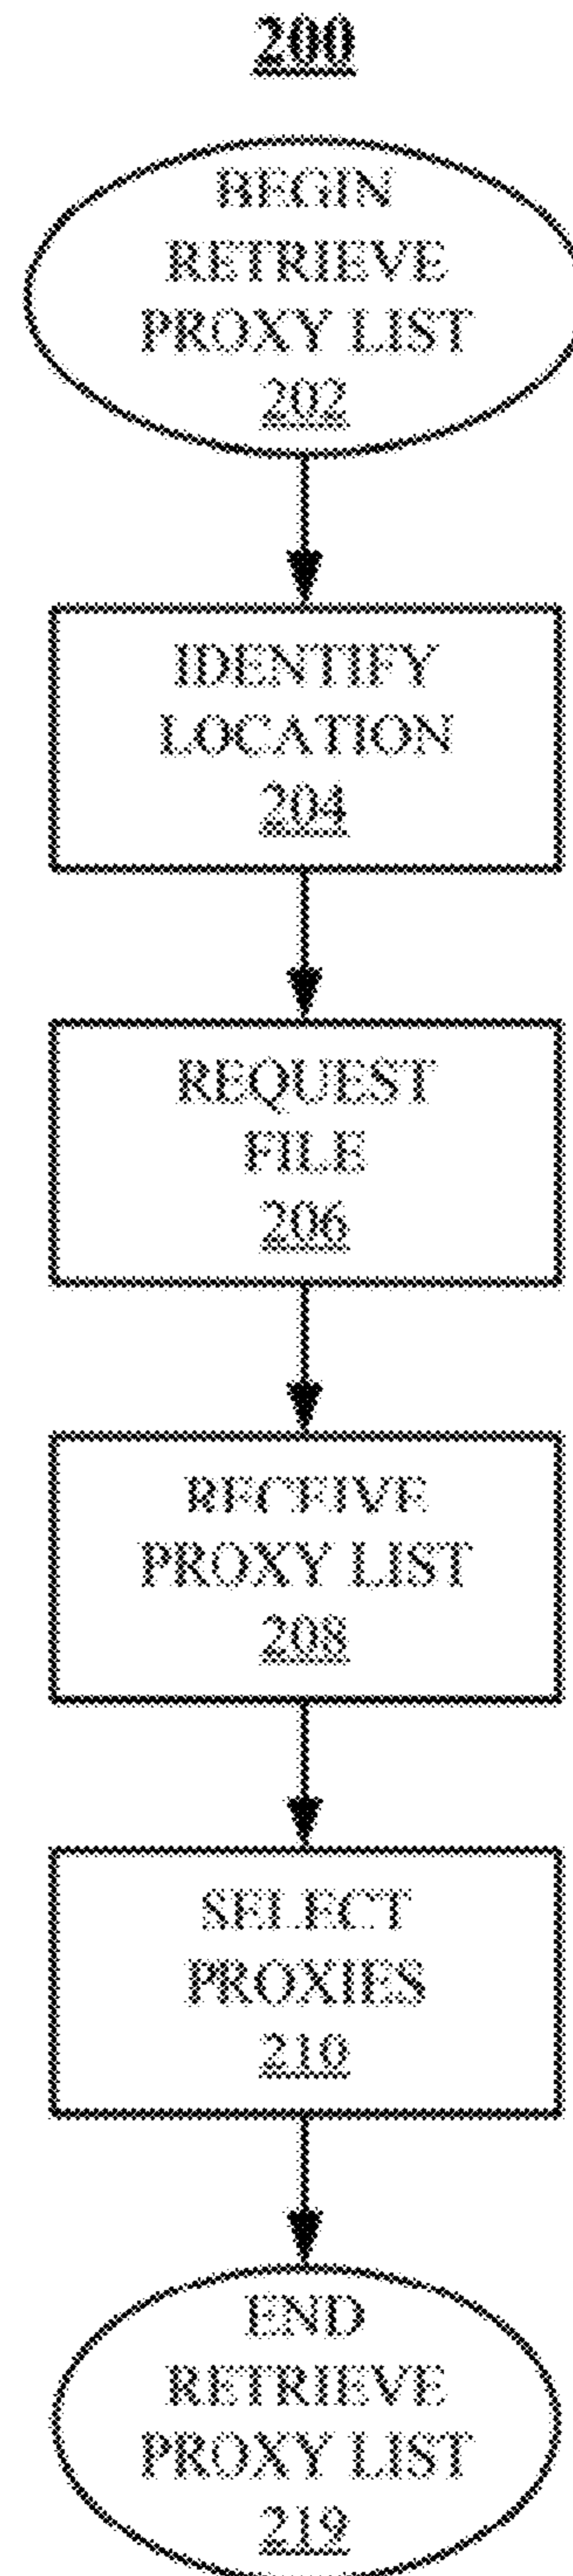 200
BEGIN
RETRIEVE
PROXY LIST
202
IDENTIFY
LOCATION
204
REQUEST
FILE
206
RECEIVE
PROXY LIST
208
SELECT
PROXIES
210
END
RETRIEVE
PROXY LIST
219